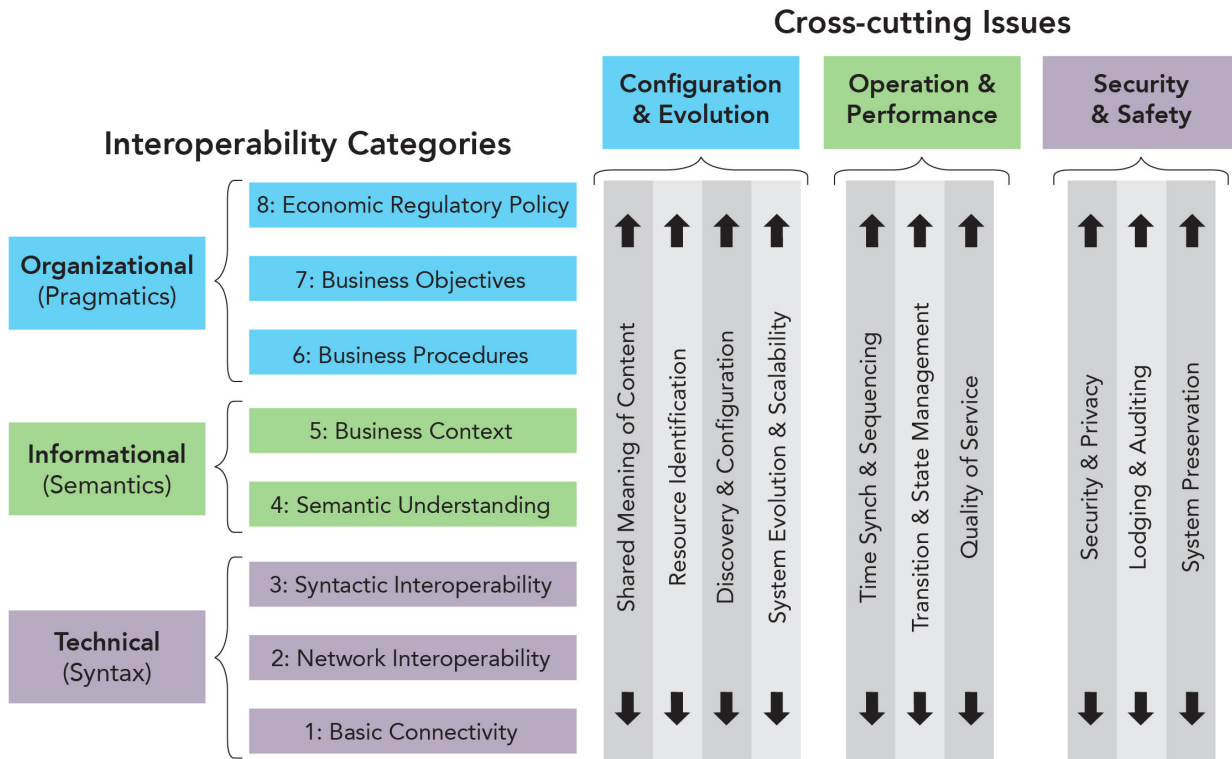 Cross-cutting Issues
Configuration
& Evolution
Operation &
Performance
Security
& Safety
Interoperability Categories
Organizational
(Pragmatics)
8: Economic Regulatory Policy
7: Business Objectives
6: Business Procedures
Informational
(Semantics)
5: Business Context
4: Semantic Understanding
Technical
(Syntax)
3: Syntactic Interoperability
2: Network Interoperability
1: Basic Connectivity
Shared Meaning of Content
Resource Identification
Discovery & Configuration
System Evolution & Scalability
Time Synch & Sequencing
Transition & State Management
Quality of Service
Security & Privacy
Lodging & Auditing
System Preservation